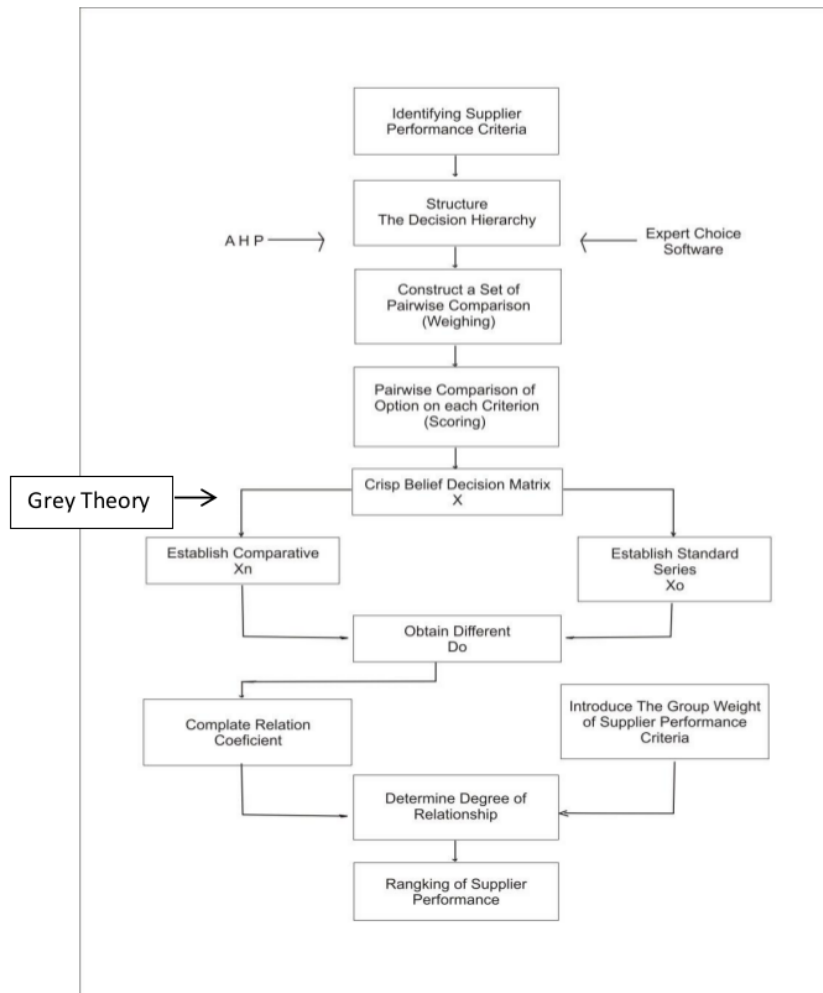 Identifying Supplier
Performance Criteria
Structure
The Decision Hierarchy
A H P
Expert Choice
Software
Construct a Set of
Pairwise Comparison
(Weighing)
Pairwise Comparison of
Option on each Criterion
(Scoring)
Grey Theory
Crisp Belief Decision Matrix
X
Establish Comparative
Xn
Establish Standard
Series
Xo
Obtain Different
Do
Complate Relation
Coeficient
Introduce The Group Weight
of Supplier Performance
Criteria
Determine Degree of
Relationship
Rangking of Supplier
Performance